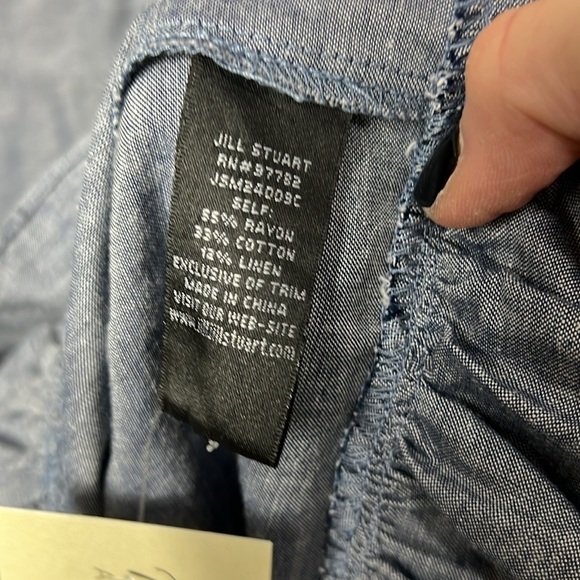 JILL STUART
RN#97782
JSM24009C
SELF:
55% RAYON
33% COTTON
12% LINEN
EXCLUSIVE OF TRIM
MADE IN CHINA
VISIT OUR WEB-SITE
www.jillstuart.com